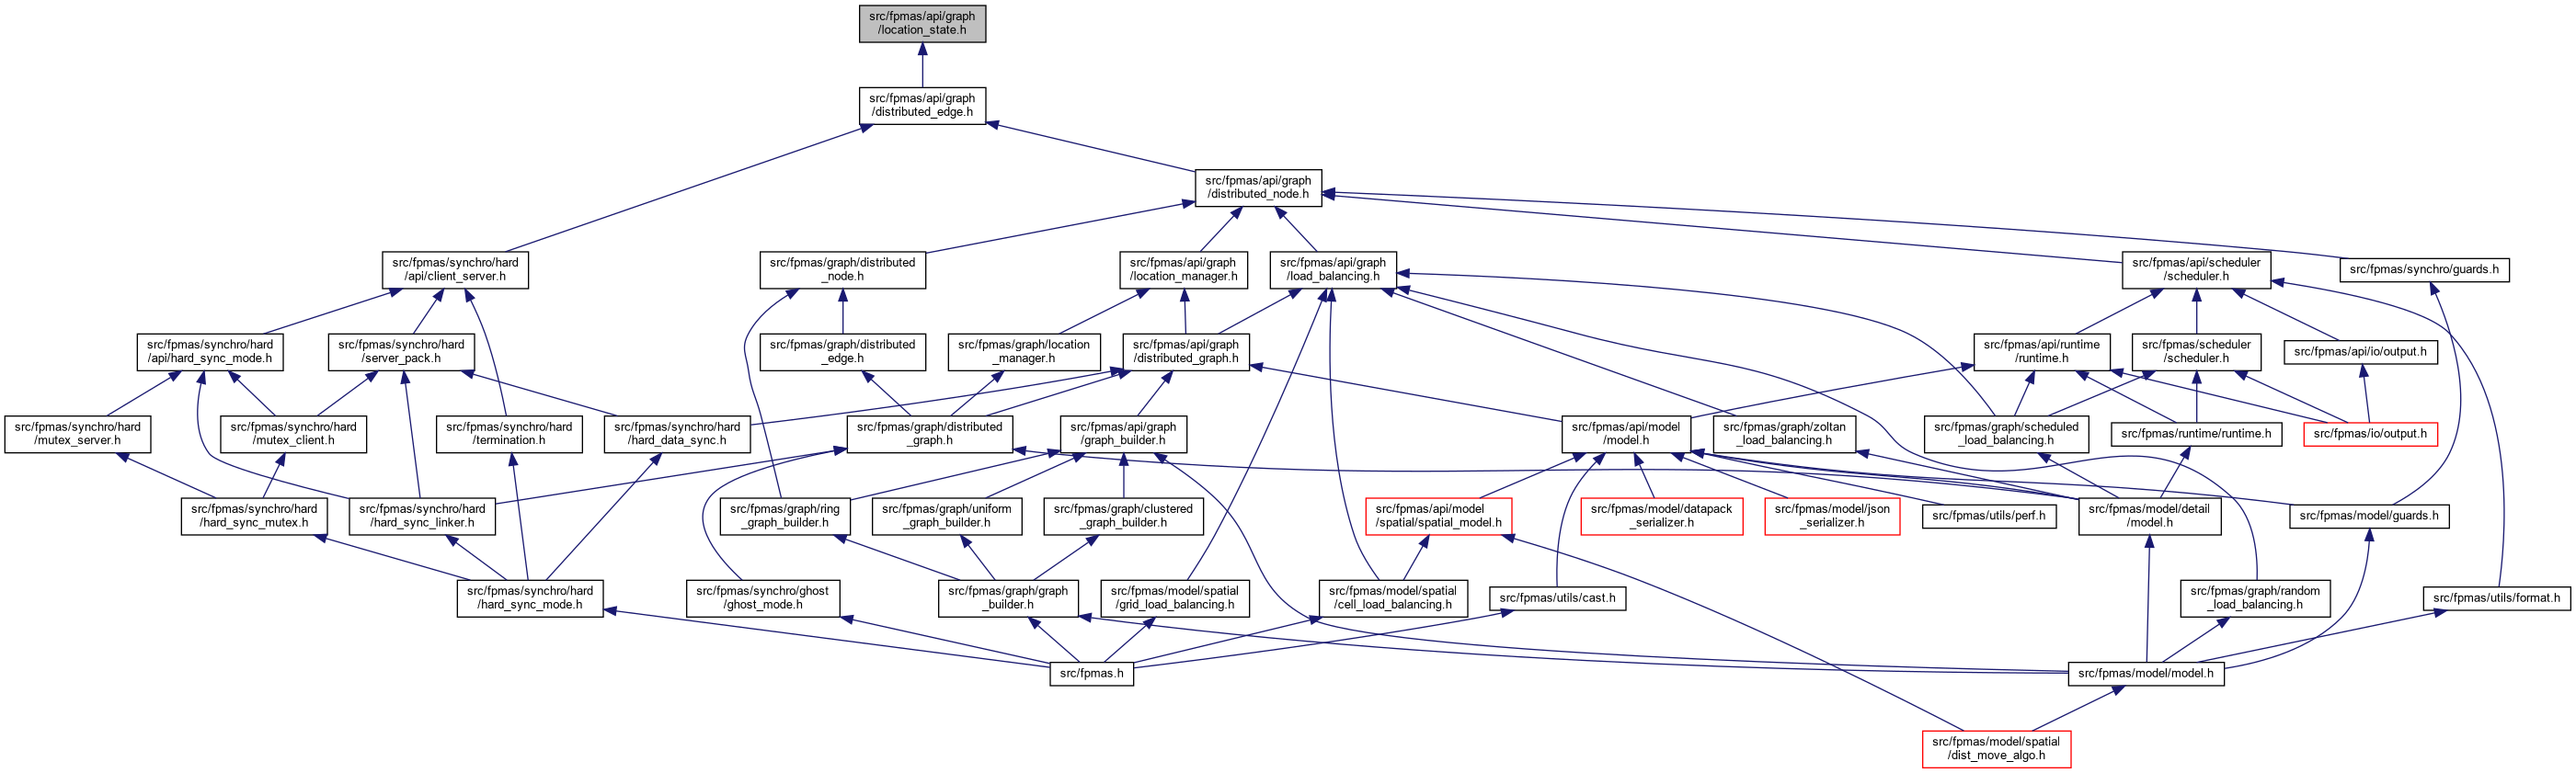 src/fpmas/api/graph
/location_state.h
src/fpmas/api/graph
/distributed_edge.h
src/fpmas/api/graph
/distributed_node.h
src/fpmas/synchro/hard
/api/client_server.h
src/fpmas/graph/distributed
_node.h
src/fpmas/api/graph
/location_manager.h
src/fpmas/api/graph
/load_balancing.h
src/fpmas/api/scheduler
/scheduler.h
src/fpmas/synchro/guards.h
src/fpmas/synchro/hard
/api/hard_sync_mode.h
src/fpmas/synchro/hard
/server_pack.h
src/fpmas/graph/distributed
_edge.h
src/fpmas/graph/location
_manager.h
src/fpmas/api/graph
/distributed_graph.h
src/fpmas/api/runtime
/runtime.h
src/fpmas/scheduler
/scheduler.h
src/fpmas/api/io/output.h
src/fpmas/synchro/hard
/mutex_server.h
src/fpmas/synchro/hard
/mutex_client.h
src/fpmas/synchro/hard
/termination.h
src/fpmas/synchro/hard
/hard_data_sync.h
src/fpmas/graph/distributed
_graph.h
src/fpmas/api/graph
/graph_builder.h
src/fpmas/api/model
/model.h
src/fpmas/graph/zoltan
_load_balancing.h
src/fpmas/graph/scheduled
_load_balancing.h
src/fpmas/runtime/runtime.h
src/fpmas/io/output.h
src/fpmas/synchro/hard
/hard_sync_mutex.h
src/fpmas/synchro/hard
/hard_sync_linker.h
src/fpmas/graph/ring
_graph_builder.h
src/fpmas/graph/uniform
_graph_builder.h
src/fpmas/graph/clustered
_graph_builder.h
src/fpmas/api/model
/spatial/spatial_model.h
src/fpmas/model/datapack
_serializer.h
src/fpmas/model/json
_serializer.h
src/fpmas/utils/perf.h
src/fpmas/model/detail
/model.h
src/fpmas/model/guards.h
src/fpmas/synchro/hard
/hard_sync_mode.h
src/fpmas/synchro/ghost
/ghost_mode.h
src/fpmas/graph/graph
_builder.h
src/fpmas/model/spatial
/grid_load_balancing.h
src/fpmas/model/spatial
/cell_load_balancing.h
src/fpmas/utils/cast.h
src/fpmas/graph/random
_load_balancing.h
src/fpmas/utils/format.h
src/fpmas.h
src/fpmas/model/model.h
src/fpmas/model/spatial
/dist_move_algo.h